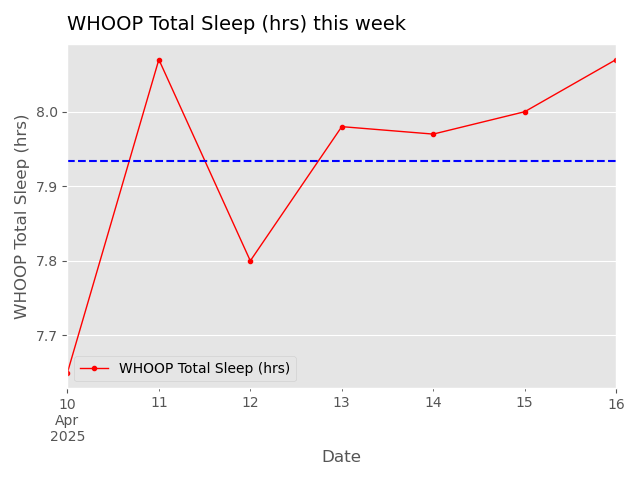 WHOOP Total Sleep (hrs) this week
WHOOP Total Sleep (hrs)
8.0
7.9
7.8
7.7
WHOOP Total Sleep (hrs)
10
Apr
2025
11
12
13
14
15
16
Date